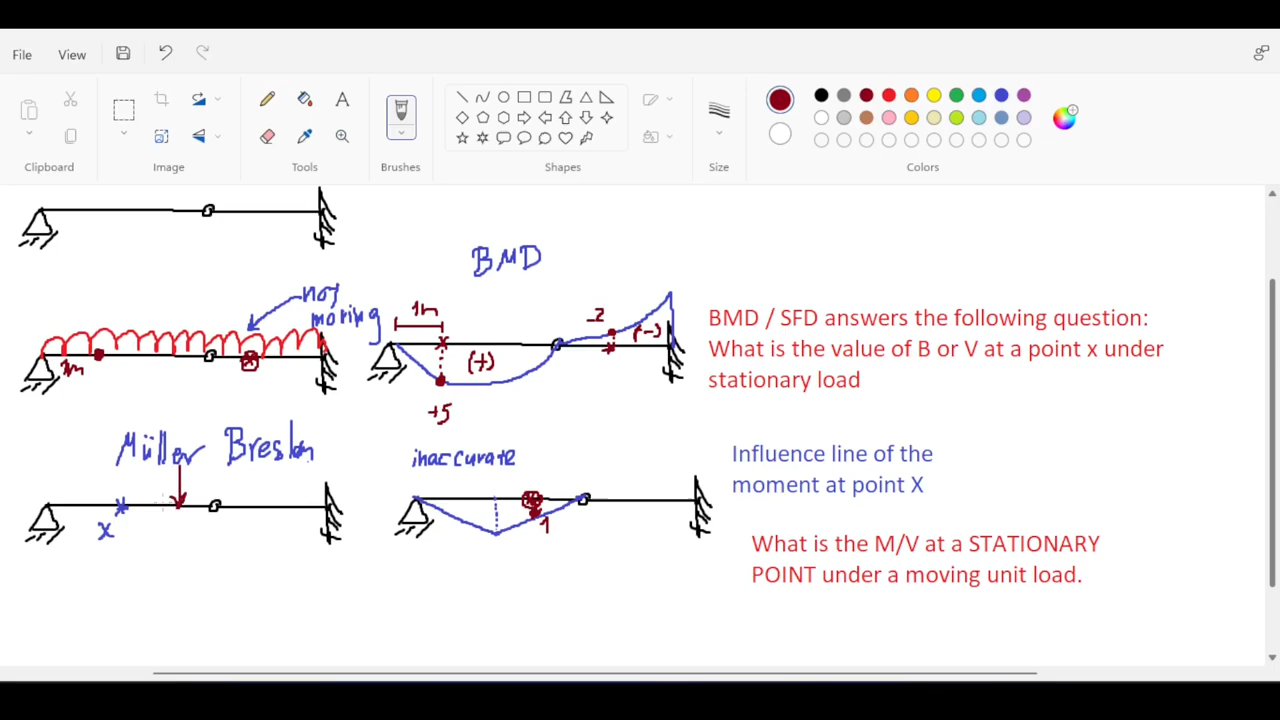 File
View
Clipboard
Image
Tools
Brushes
Shapes
Size
Colors
BMD
not
moving
1m
1m
-2
(+)
(-)
+5
BMD / SFD answers the following question:
What is the value of B or V at a point x under
stationary load
Müller Breslau
x
inaccurate
1
Influence line of the
moment at point X
What is the M/V at a STATIONARY
POINT under a moving unit load.